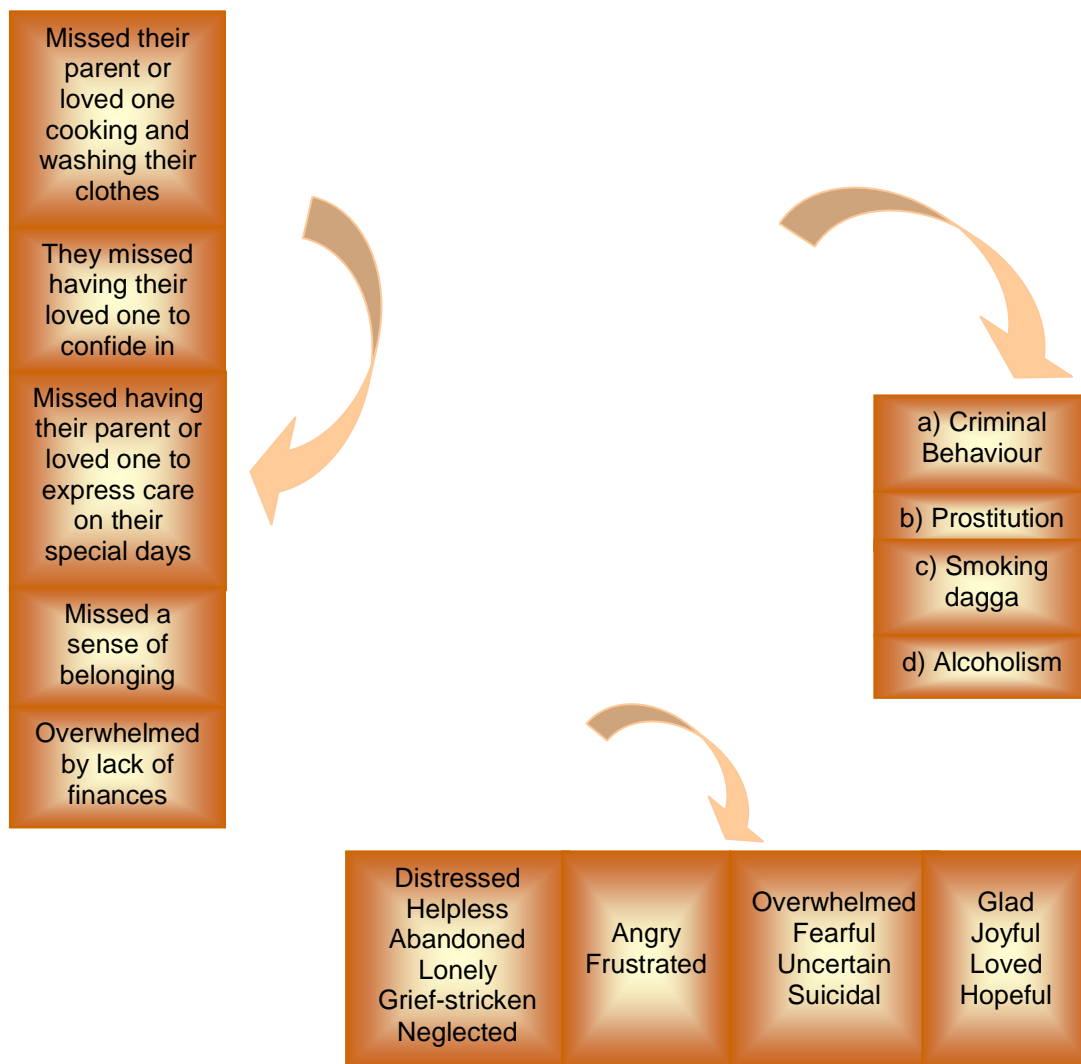 Missed their
parent or
loved one
cooking and
washing their
clothes
They missed
having their
loved one to
confide in
Missed having
their parent or
loved one to
express care
on their
special days
Missed a
sense of
belonging
Overwhelmed
by lack of
finances
a) Criminal
Behaviour
b) Prostitution
c) Smoking
dagga
d) Alcoholism
Distressed
Helpless
Abandoned
Lonely
Grief-stricken
Neglected
Angry
Frustrated
Overwhelmed
Fearful
Uncertain
Suicidal
Glad
Joyful
Loved
Hopeful